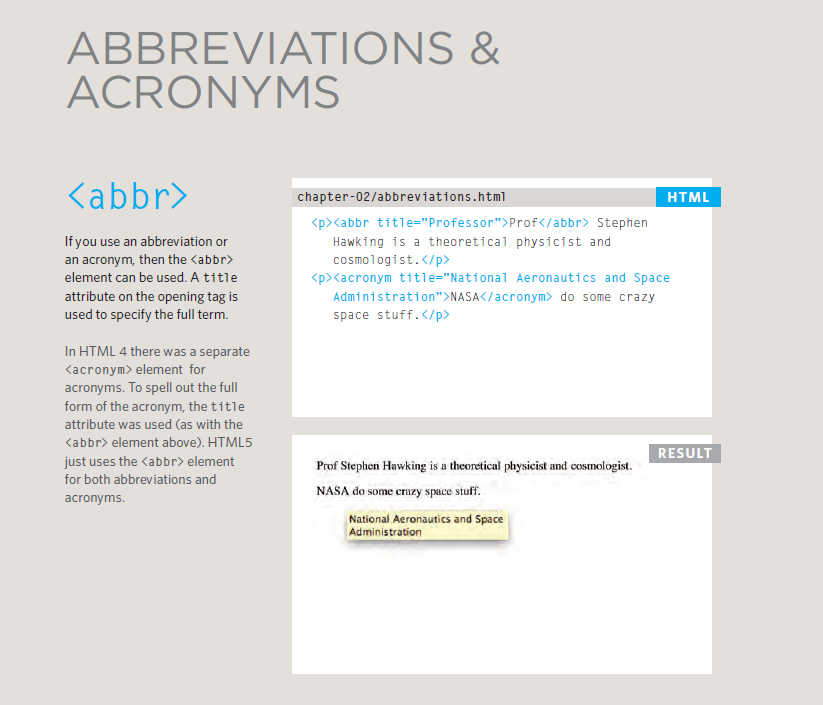 ABBREVIATIONS &
ACRONYMS
<abbr>
If you use an abbreviation or
an acronym, then the <abbr>
element can be used. A title
attribute on the opening tag is
used to specify the full term.
In HTML 4 there was a separate
<acronym> element for
acronyms. To spell out the full
form of the acronym, the title
attribute was used (as with the
<abbr> element above). HTML5
just uses the <abbr> element
for both abbreviations and
acronyms.
chapter-02/abbreviations.html
HTML
<p><abbr title="Professor">Prof</abbr> Stephen
Hawking is a theoretical physicist and
cosmologist.</p>
<p><acronym title="National Aeronautics and Space
Administration">NASA</acronym> do some crazy
space stuff.</p>
RESULT
Prof Stephen Hawking is a theoretical physicist and cosmologist.
NASA do some crazy space stuff.
National Aeronautics and Space
Administration